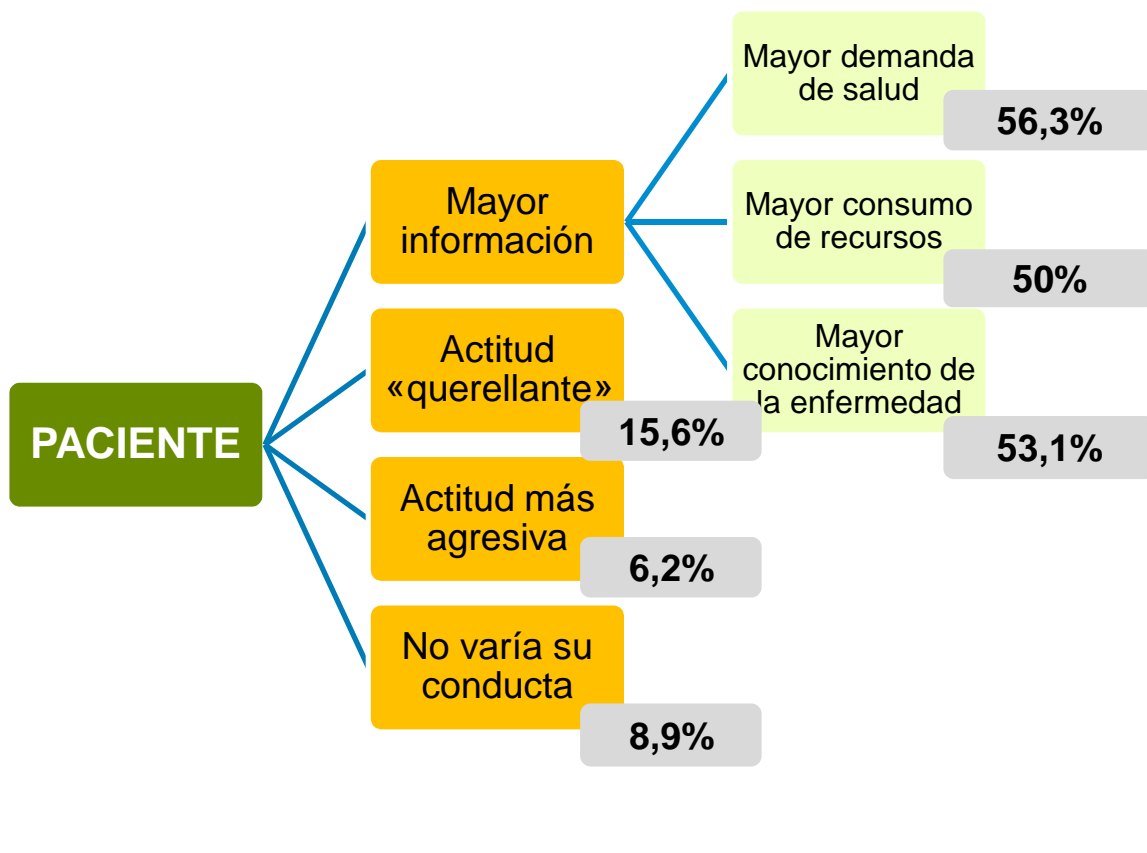 PACIENTE
Mayor
información
Mayor demanda
de salud
56,3%
Mayor consumo
de recursos
50%
Mayor
conocimiento de
la enfermedad
53,1%
Actitud
«querellante»
15,6%
Actitud más
agresiva
6,2%
No varía su
conducta
8,9%